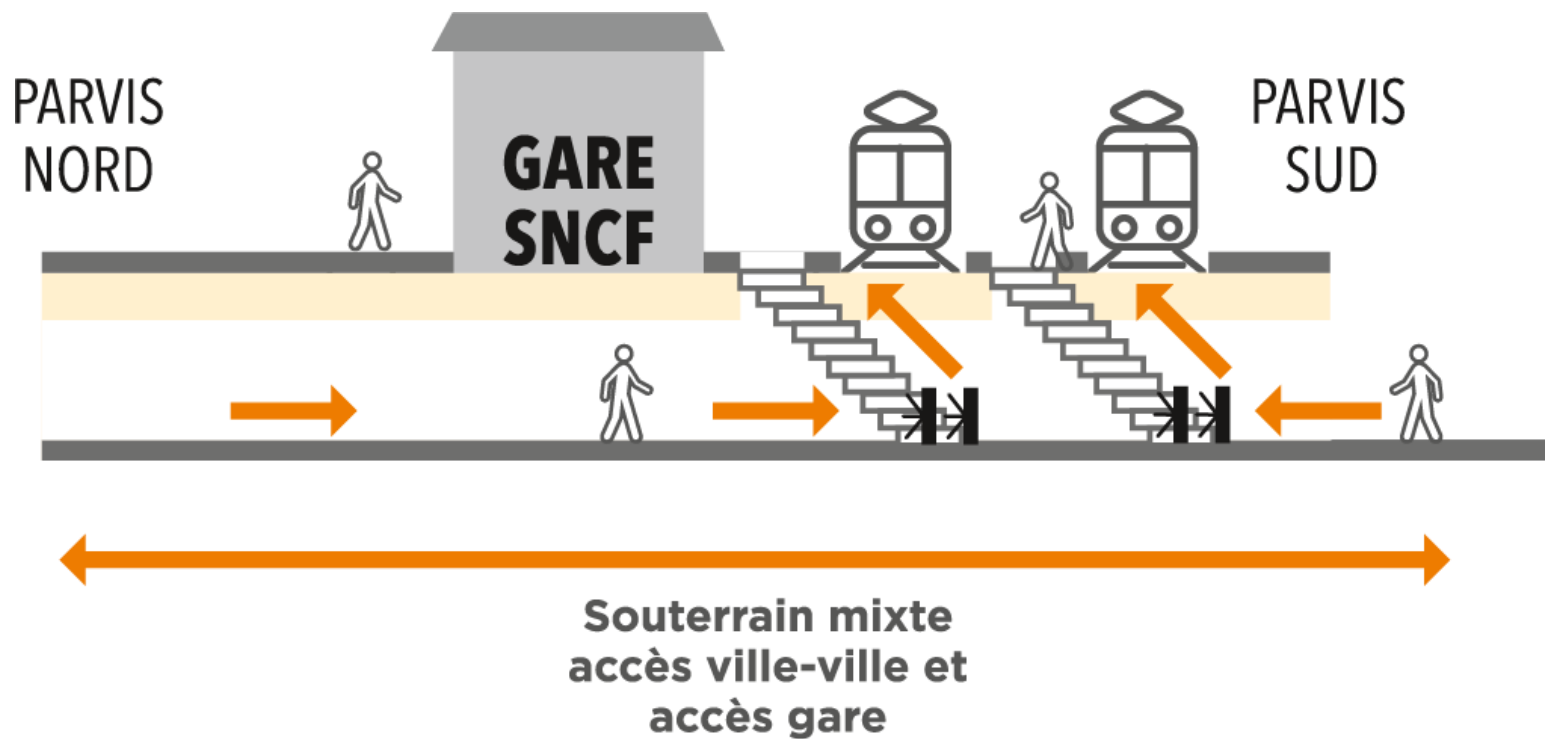 PARVIS
NORD
GARE
SNCF
PARVIS
SUD
Souterrain mixte
accès ville-ville et
accès gare